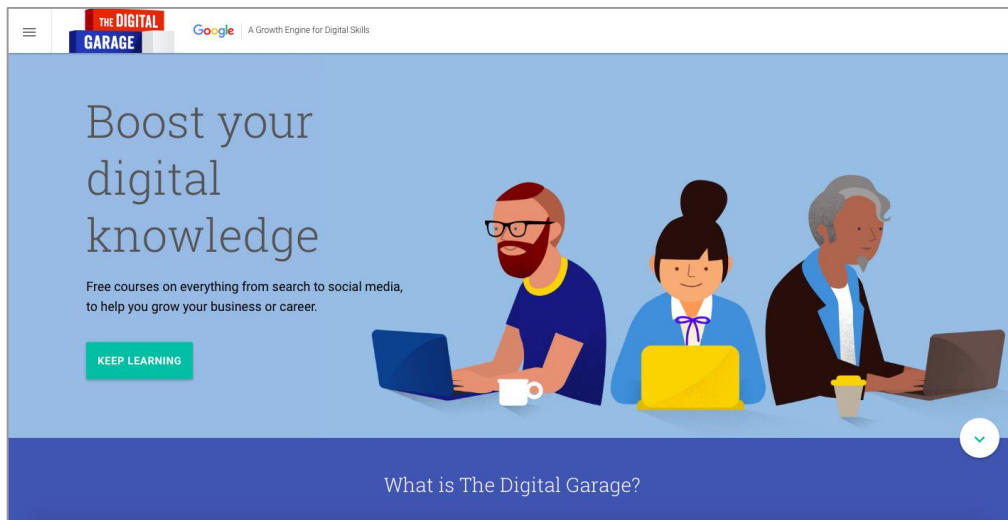 THE DIGITAL
GARAGE
Google
A Growth Engine for Digital Skills
Boost your
digital
knowledge
Free courses on everything from search to social media,
to help you grow your business or career.
KEEP LEARNING
What is The Digital Garage?